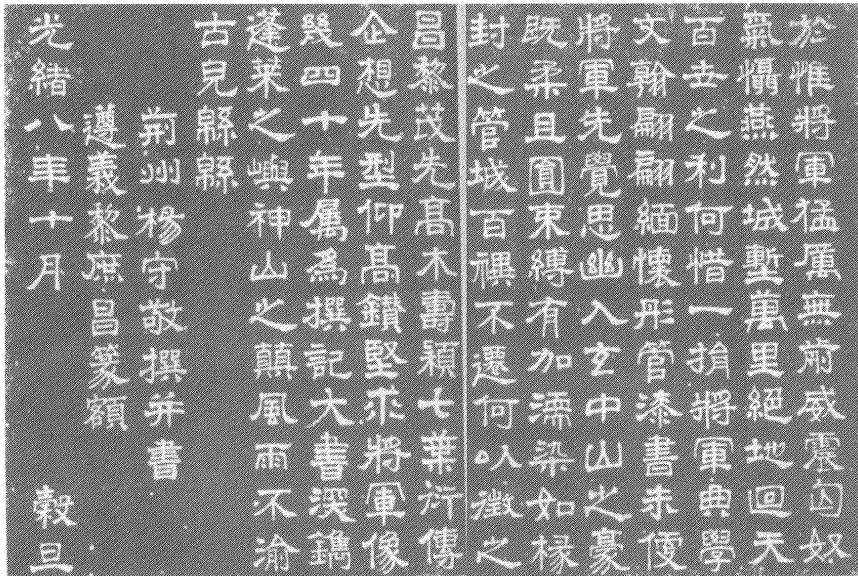 於惟將軍猛厲無前威震匈奴
氣懾燕然城塹萬里絕地回天
百世之利何惜一捐將軍典學
文翰翩翩緬懷彤管漆書未便
將軍先覺思幽入玄中山之豪
既柔且圓束縛有加濡染如椽
封之管城百禩不遷何以徵之
昌黎茂先高木壽穎七葉衍傳
企想先型仰高鑽堅來將軍像
幾四十年屬為撰記大書深鐫
蓬萊之嶼神山之顛風雨不渝
古皃緜緜
荊州楊守敬撰并書
遵義黎庶昌篆額
光緒八年十月 穀旦